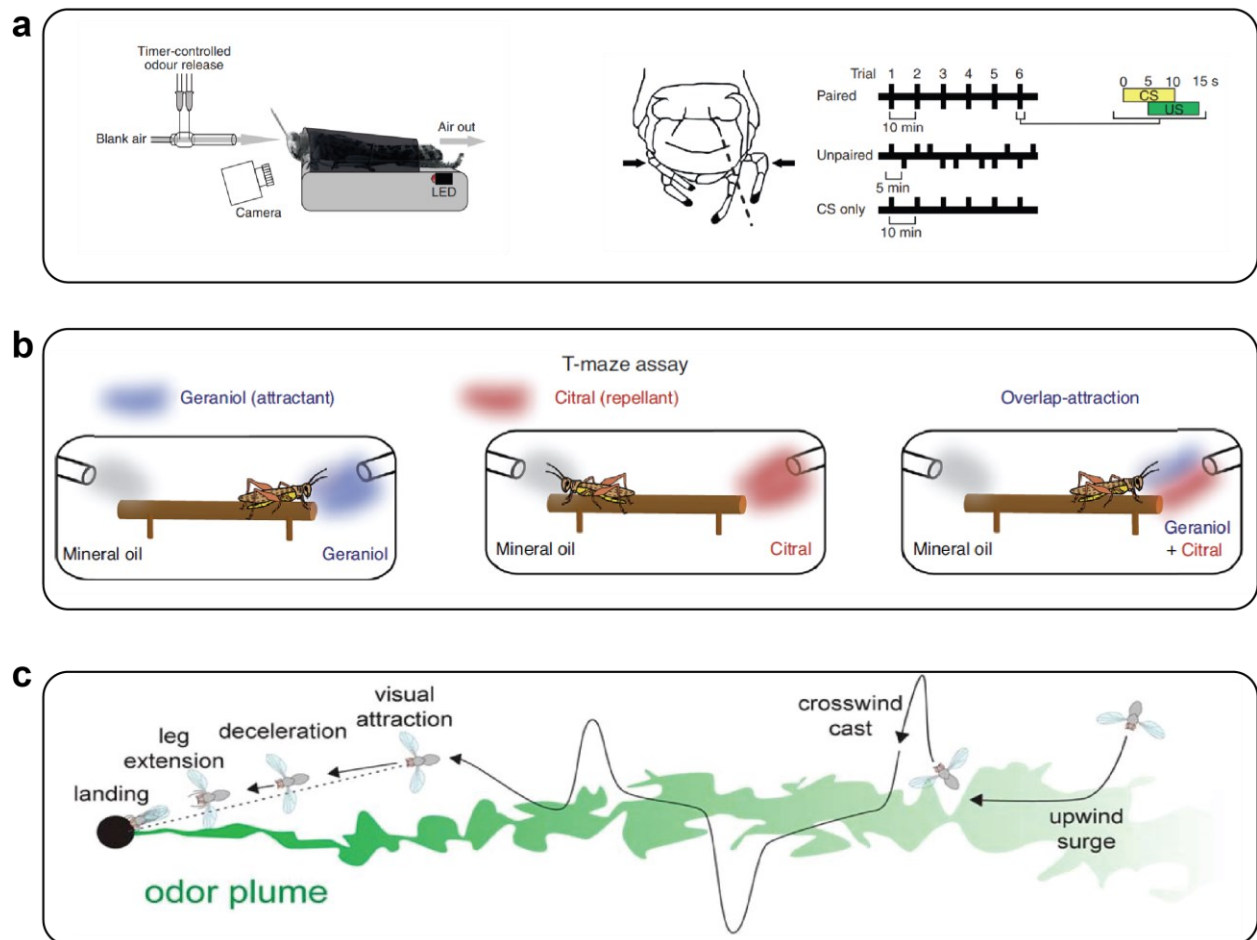 a
Timer-controlled
odour release
Blank air
Air out
LED
Camera
Trial 1 2 3 4 5 6
Paired
10 min
0 5 10 15 s
CS
US
Unpaired
5 min
CS only
10 min
b
T-maze assay
Geraniol (attractant)
Citral (repellant)
Overlap-attraction
Mineral oil
Geraniol
Mineral oil
Citral
Mineral oil
Geraniol
+ Citral
c
landing
leg
extension
deceleration
visual
attraction
crosswind
cast
upwind
surge
odor plume